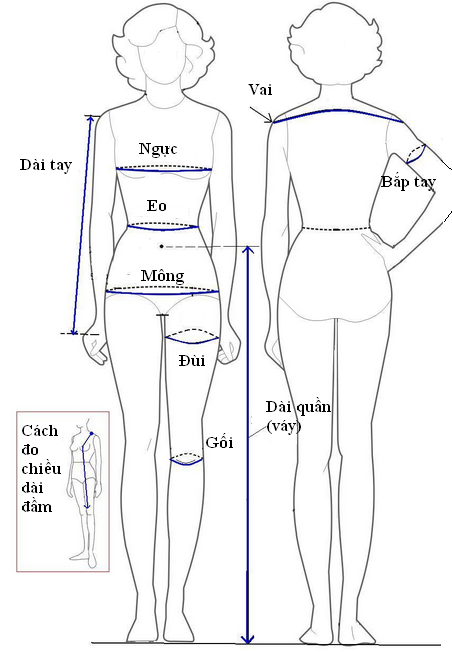 Vai
Ngực
Dài tay
Bắp tay
Eo
Mông
Đùi
Dài quần
(váy)
Gối
Cách
đo
chiều
dài
đầm